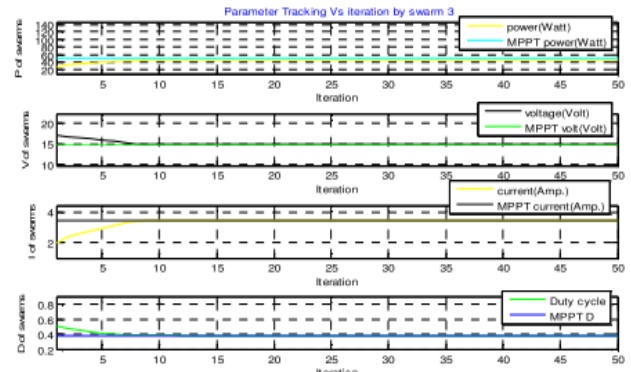 Parameter Tracking Vs iteration by swarm 3
P of swarms
140
120
100
80
60
40
20
power(Watt)
MPPT power(Watt)
5 10 15 20 25 30 35 40 45 50
Iteration
V of swarms
20
15
10
voltage(Volt)
MPPT volt(Volt)
5 10 15 20 25 30 35 40 45 50
Iteration
I of swarms
4
2
current(Amp.)
MPPT current(Amp.)
5 10 15 20 25 30 35 40 45 50
Iteration
D of swarms
0.8
0.6
0.4
0.2
Duty cycle
MPPT D
5 10 15 20 25 30 35 40 45 50
Iteration